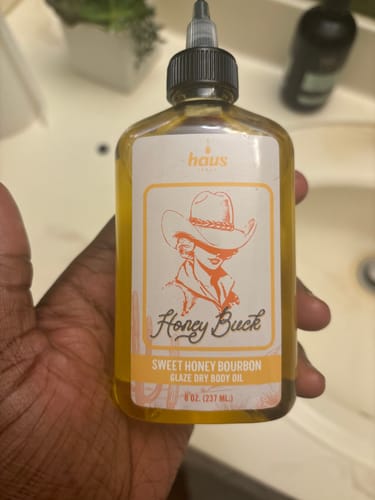 haus
Honey Buck
SWEET HONEY BOURBON
GLAZE DRY BODY OIL
8 OZ. (237 ML.)